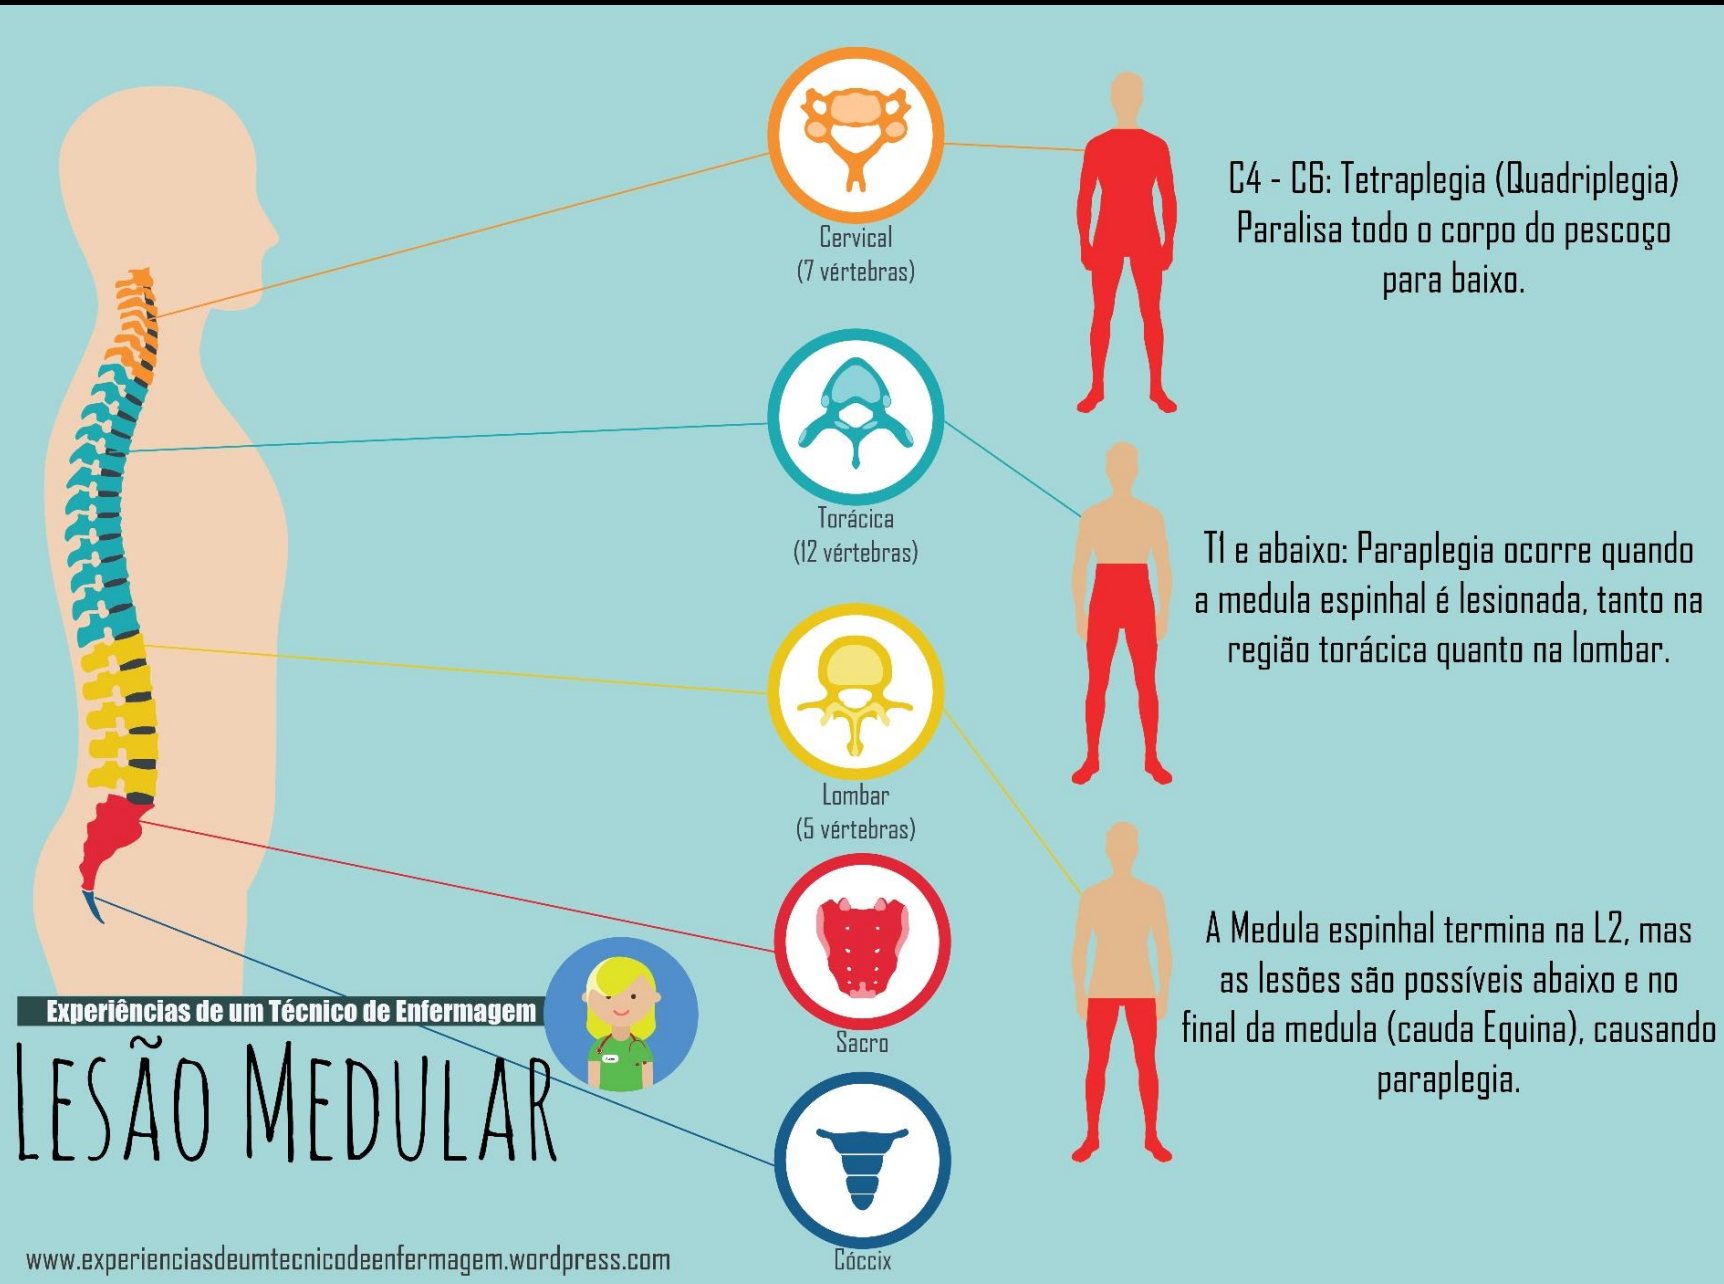 Cervical
(7 vértebras)
C4 - C6: Tetraplegia (Quadriplegia)
Paralisa todo o corpo do pescoço
para baixo.
Torácica
(12 vértebras)
T1 e abaixo: Paraplegia ocorre quando
a medula espinhal é lesionada, tanto na
região torácica quanto na lombar.
Lombar
(5 vértebras)
A Medula espinhal termina na L2, mas
as lesões são possíveis abaixo e no
final da medula (cauda Equina), causando
paraplegia.
Sacro
Cóccix
Experiências de um Técnico de Enfermagem
LESÃO MEDULAR
www.experienciasdeumtecnicodeenfermagem.wordpress.com